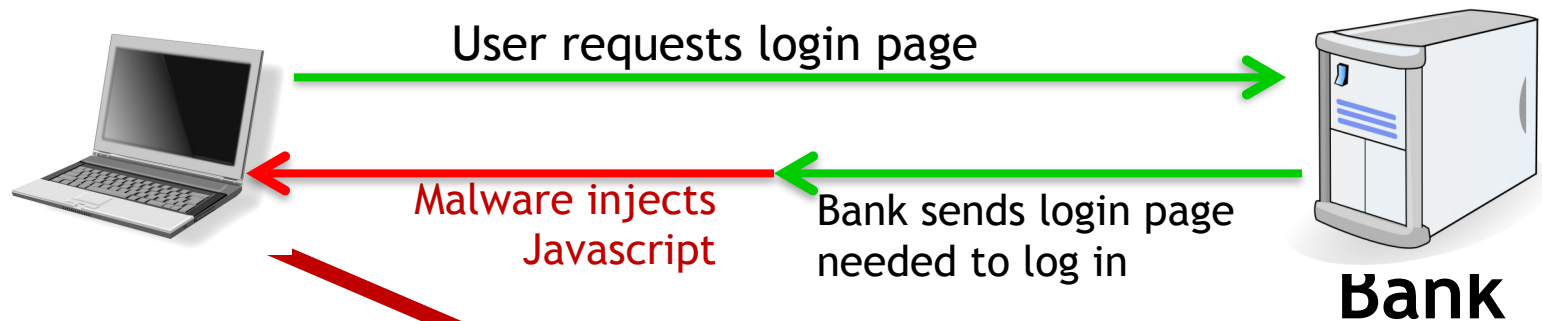 User requests login page
Malware injects
Javascript
Bank sends login page
needed to log in
Bank